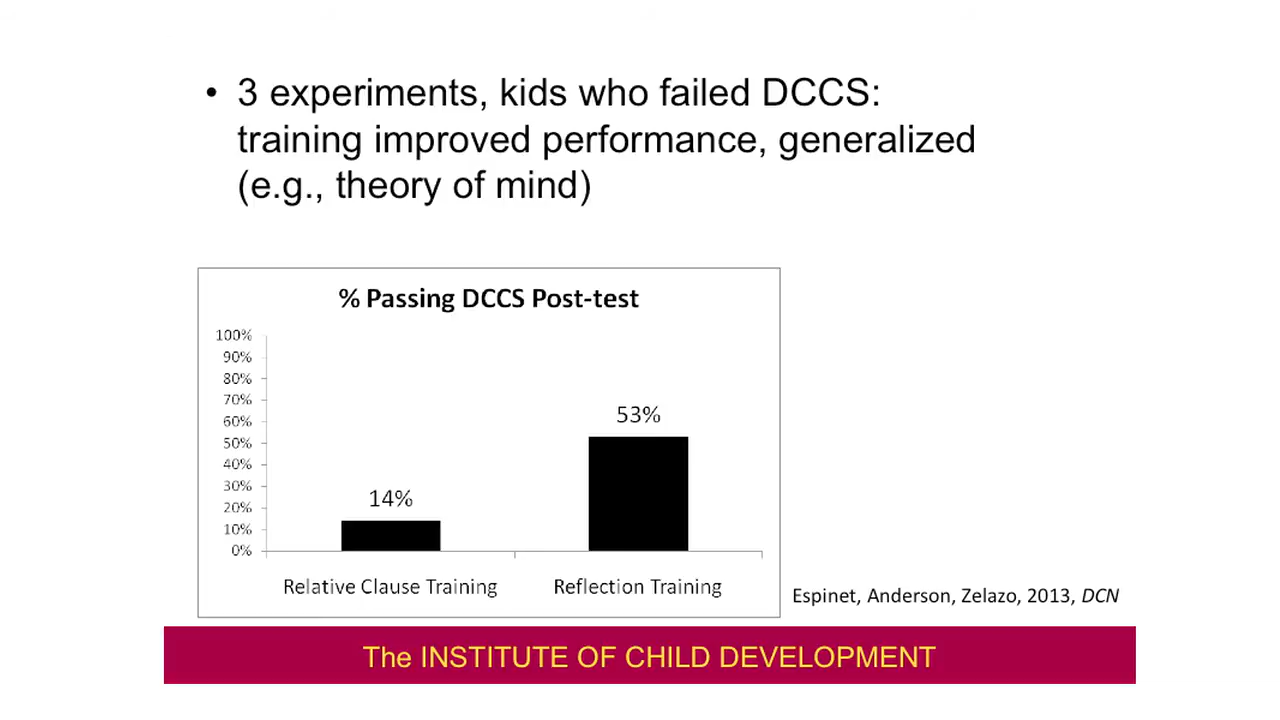 • 3 experiments, kids who failed DCCS:
training improved performance, generalized
(e.g., theory of mind)
% Passing DCCS Post-test
100%
90%
80%
70%
60%
50%
40%
30%
20%
10%
0%
14%
53%
Relative Clause Training
Reflection Training
Espinet, Anderson, Zelazo, 2013, DCN
The INSTITUTE OF CHILD DEVELOPMENT